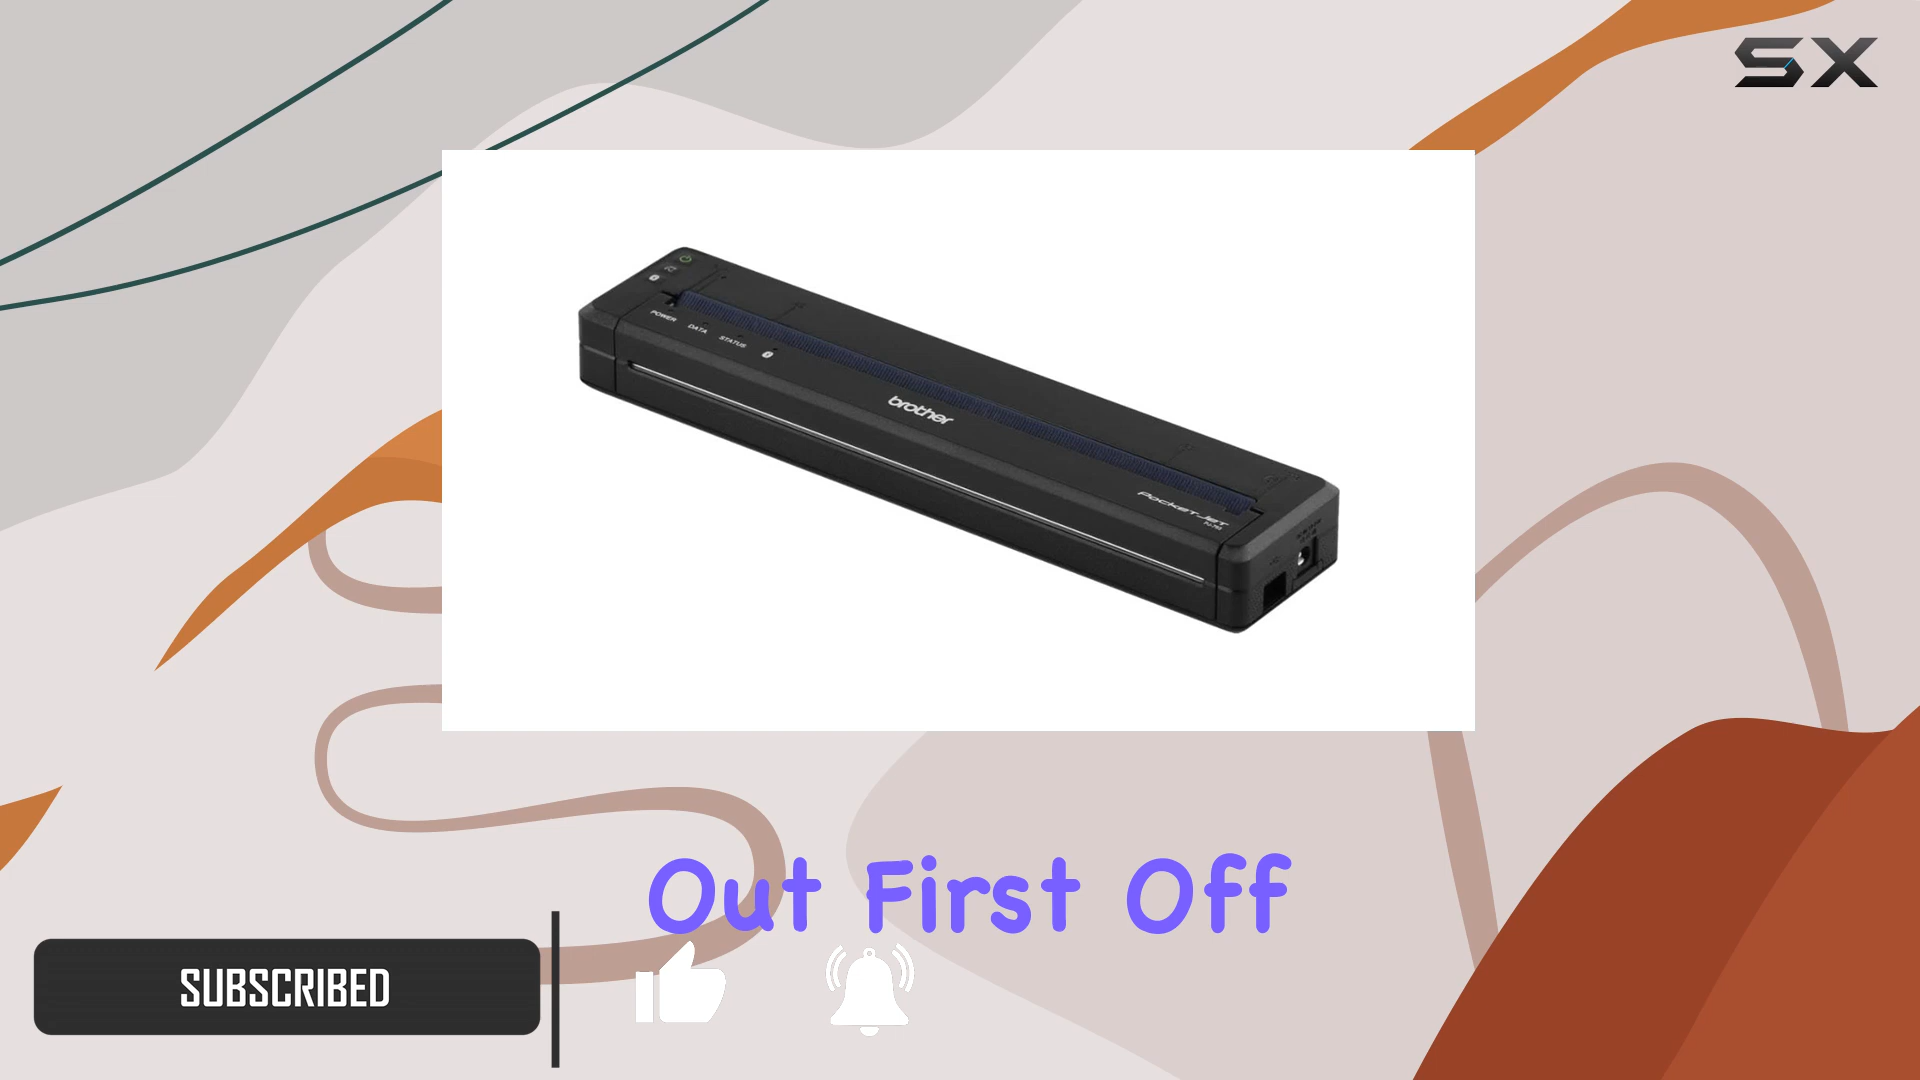 SX
POWER
DATA
STATUS
brother
PocketJet
Out First Off
SUBSCRIBED